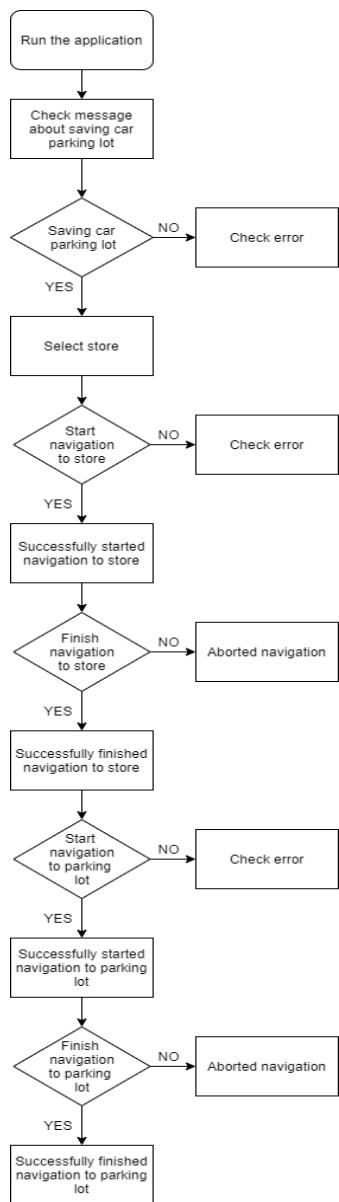 Run the application
Check message
about saving car
parking lot
Saving car
parking lot
NO
Check error
YES
Select store
Start
navigation
to store
NO
Check error
YES
Successfully started
navigation to store
Finish
navigation
to store
NO
Aborted navigation
YES
Successfully finished
navigation to store
Start
navigation
to parking
lot
NO
Check error
YES
Successfully started
navigation to parking
lot
Finish
navigation
to parking
lot
NO
Aborted navigation
YES
Successfully finished
navigation to parking
lot